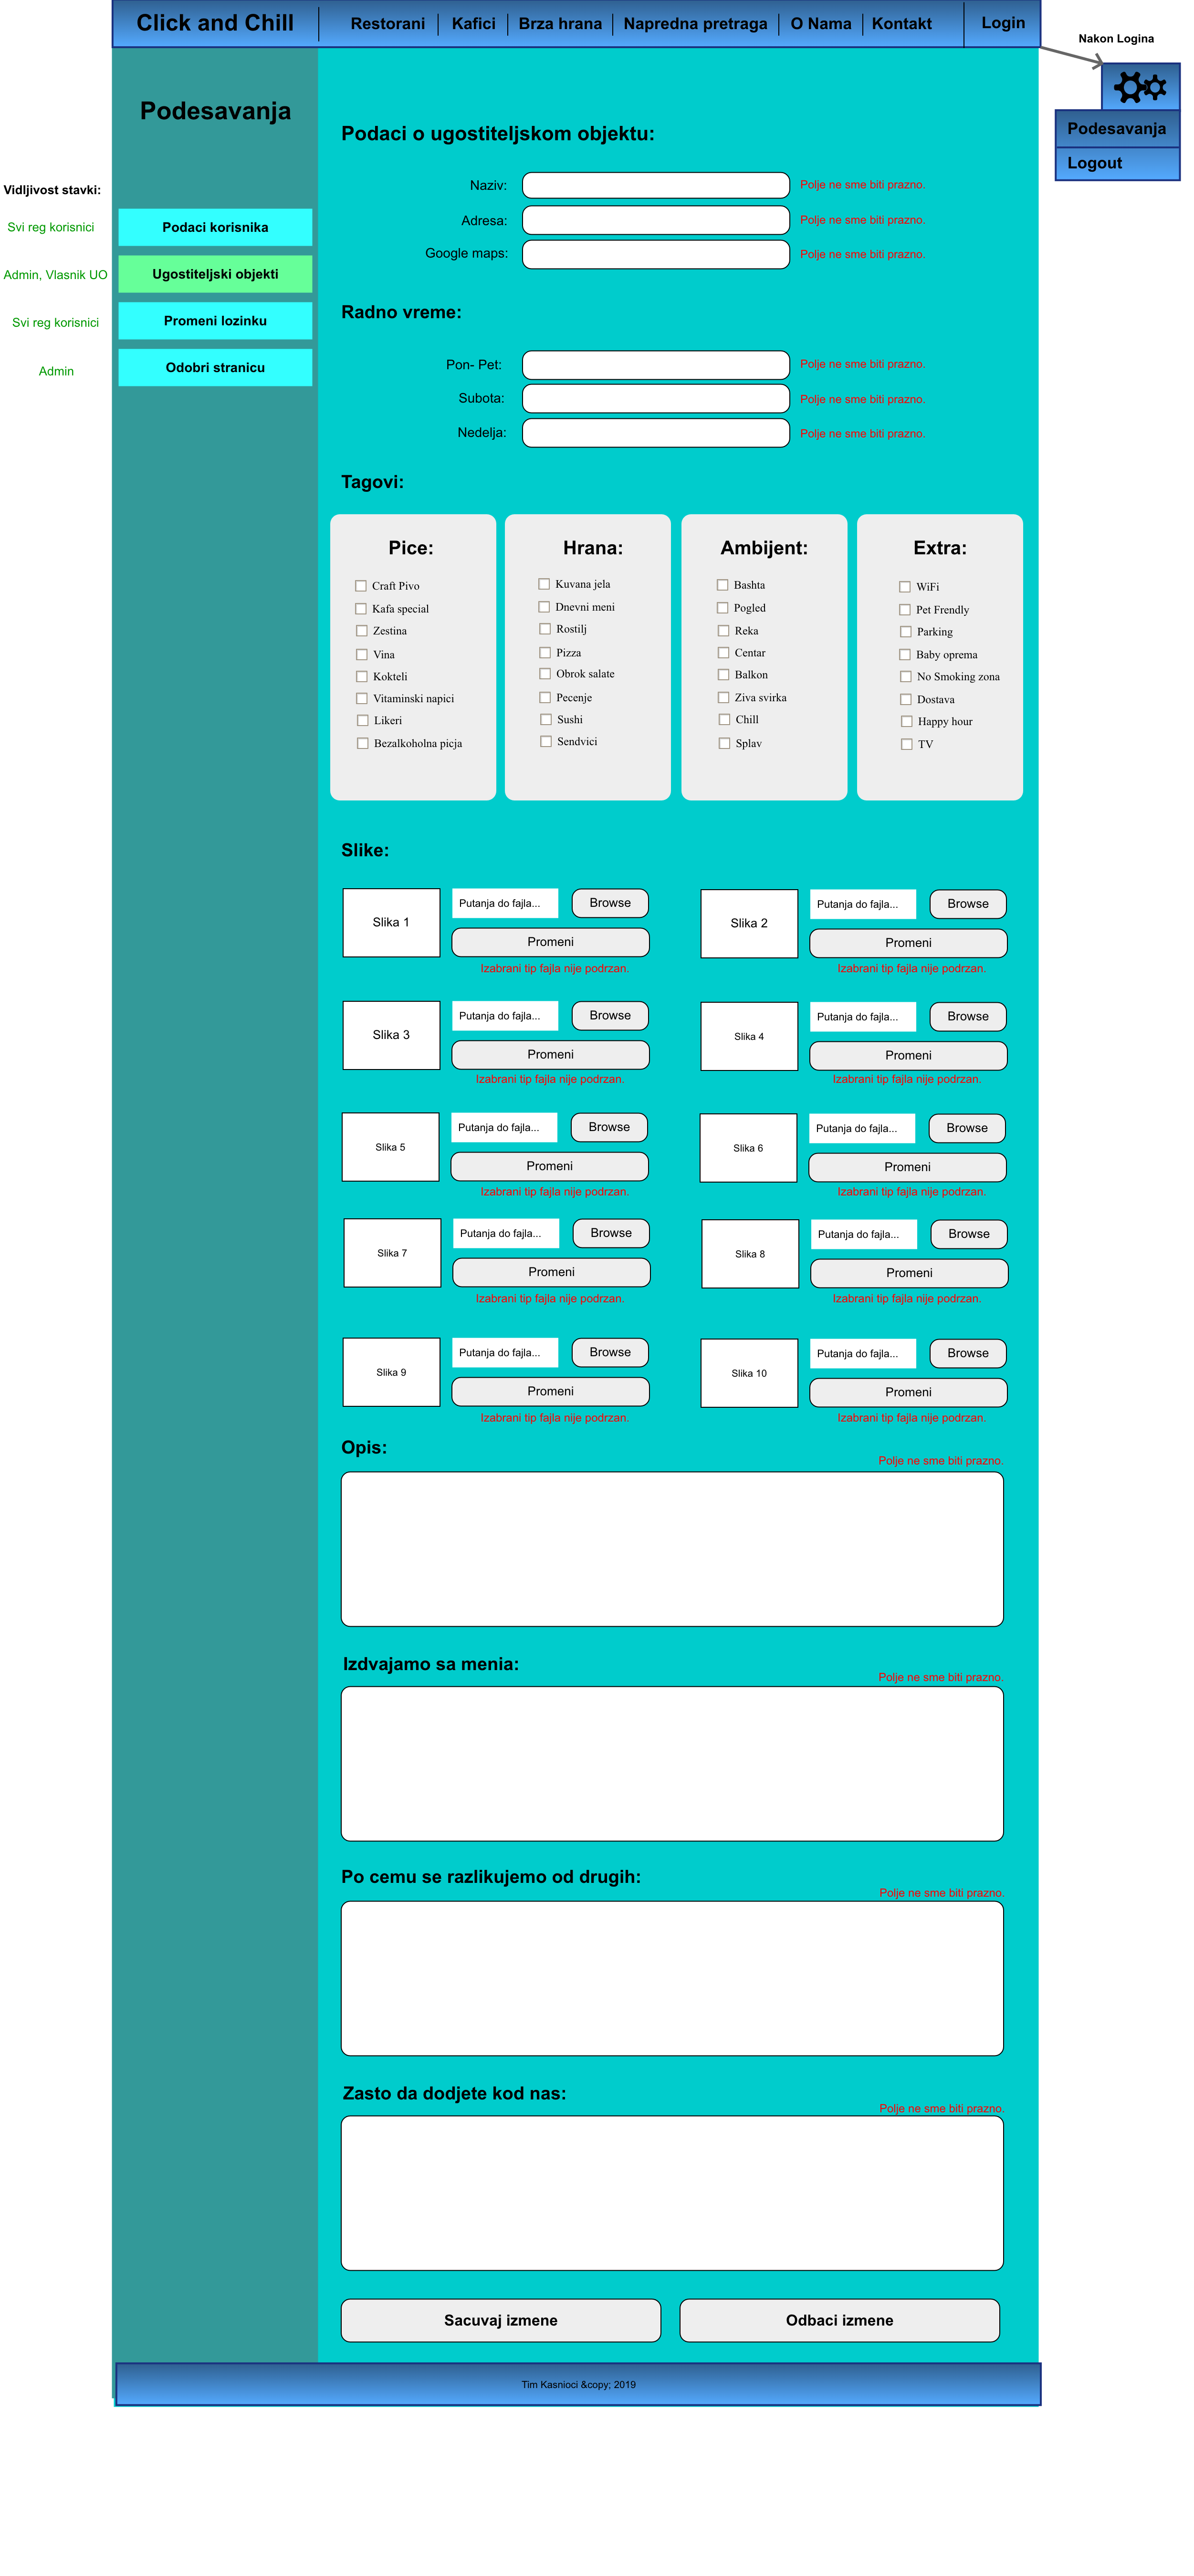 Click and Chill
Restorani
Kafici
Brza hrana
Napredna pretraga
O Nama
Kontakt
Login
Nakon Logina
Podesavanja
Logout
Podesavanja
Vidljivost stavki:
Svi reg korisnici
Podaci korisnika
Admin, Vlasnik UO
Ugostiteljski objekti
Svi reg korisnici
Promeni lozinku
Admin
Odobri stranicu
Podaci o ugostiteljskom objektu:
Naziv:
Polje ne sme biti prazno.
Adresa:
Polje ne sme biti prazno.
Google maps:
Polje ne sme biti prazno.
Radno vreme:
Pon- Pet:
Polje ne sme biti prazno.
Subota:
Polje ne sme biti prazno.
Nedelja:
Polje ne sme biti prazno.
Tagovi:
Pice:
Craft Pivo
Kafa special
Zestina
Vina
Kokteli
Vitaminski napici
Likeri
Bezalkoholna picja
Hrana:
Kuvana jela
Dnevni meni
Rostilj
Pizza
Obrok salate
Pecenje
Sushi
Sendvici
Ambijent:
Bashta
Pogled
Reka
Centar
Balkon
Ziva svirka
Chill
Splav
Extra:
WiFi
Pet Frendly
Parking
Baby oprema
No Smoking zona
Dostava
Happy hour
TV
Slike:
Slika 1
Putanja do fajla...
Browse
Promeni
Izabrani tip fajla nije podrzan.
Slika 2
Putanja do fajla...
Browse
Promeni
Izabrani tip fajla nije podrzan.
Slika 3
Putanja do fajla...
Browse
Promeni
Izabrani tip fajla nije podrzan.
Slika 4
Putanja do fajla...
Browse
Promeni
Izabrani tip fajla nije podrzan.
Slika 5
Putanja do fajla...
Browse
Promeni
Izabrani tip fajla nije podrzan.
Slika 6
Putanja do fajla...
Browse
Promeni
Izabrani tip fajla nije podrzan.
Slika 7
Putanja do fajla...
Browse
Promeni
Izabrani tip fajla nije podrzan.
Slika 8
Putanja do fajla...
Browse
Promeni
Izabrani tip fajla nije podrzan.
Slika 9
Putanja do fajla...
Browse
Promeni
Izabrani tip fajla nije podrzan.
Slika 10
Putanja do fajla...
Browse
Promeni
Izabrani tip fajla nije podrzan.
Opis:
Polje ne sme biti prazno.
Izdvajamo sa menia:
Polje ne sme biti prazno.
Po cemu se razlikujemo od drugih:
Polje ne sme biti prazno.
Zasto da dodjete kod nas:
Polje ne sme biti prazno.
Sacuvaj izmene
Odbaci izmene
Tim Kasnioci &copy; 2019